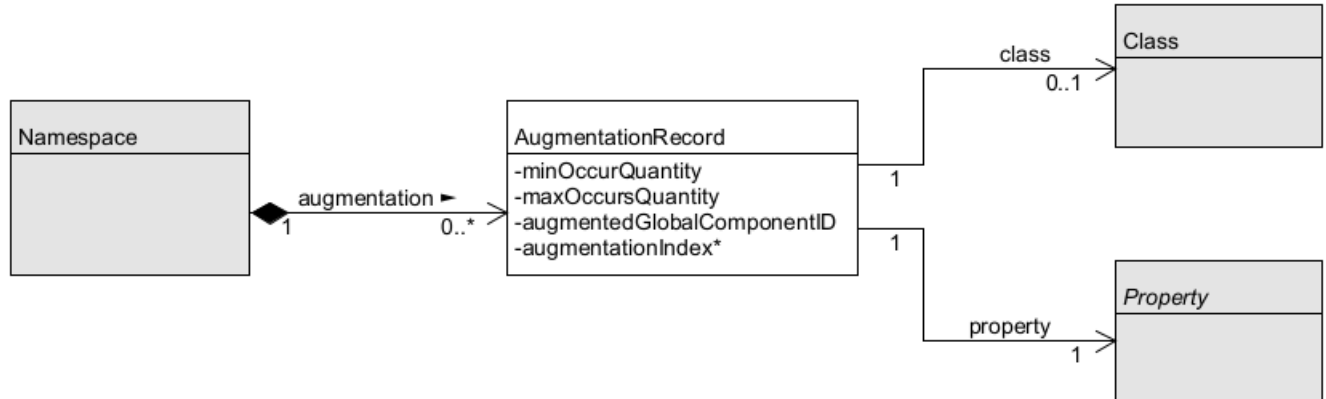 Namespace
augmentation ►
1
0..*
AugmentationRecord
-minOccurQuantity
-maxOccursQuantity
-augmentedGlobalComponentID
-augmentationIndex*
class
0..1
1
Class
1
property
1
Property